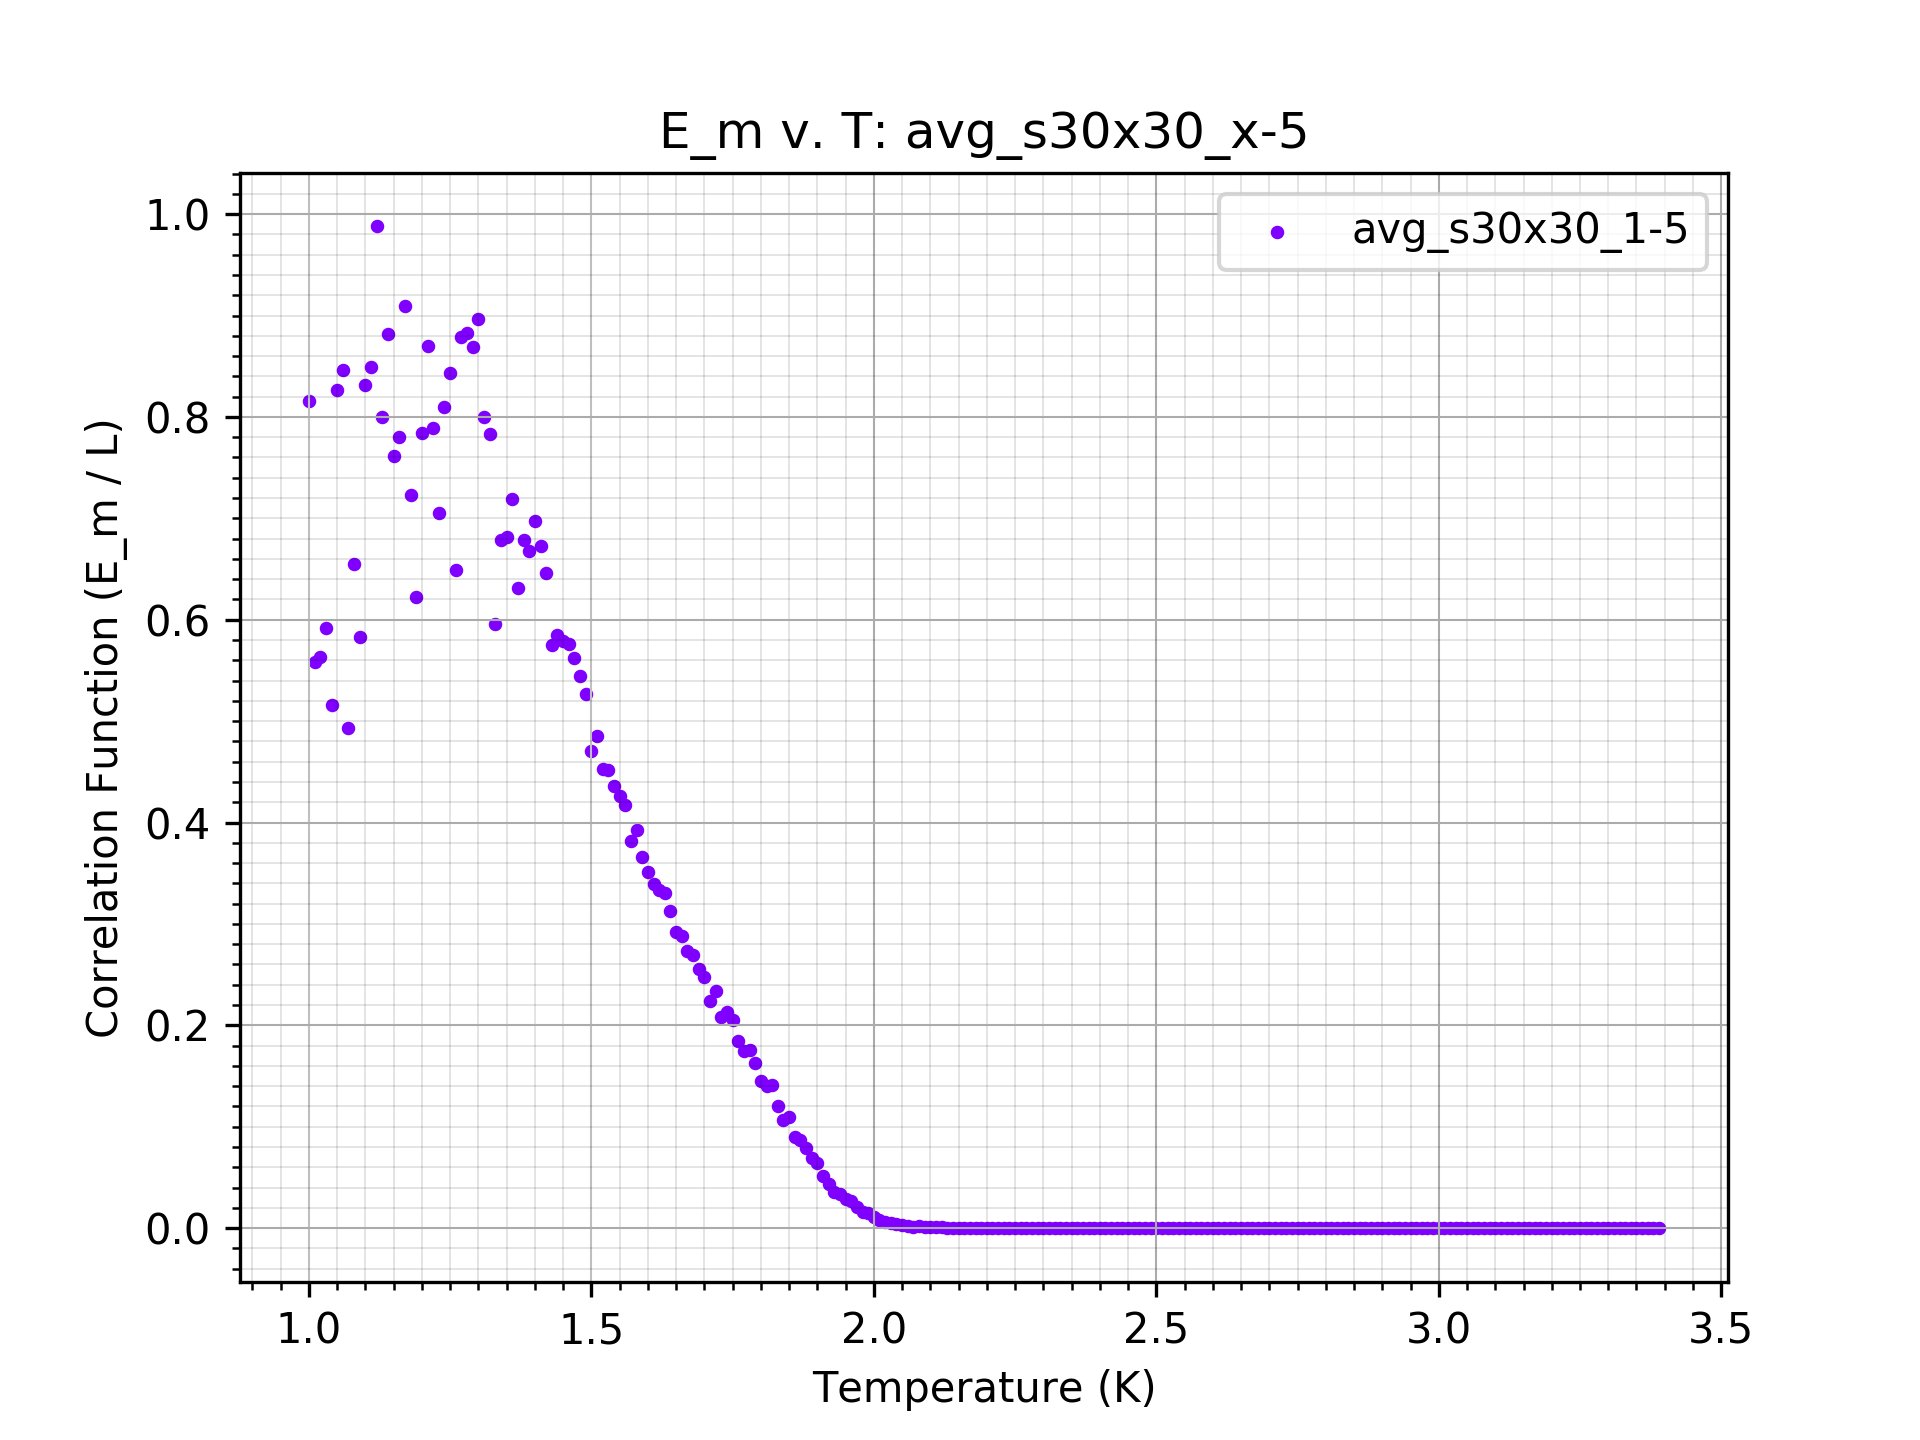 E_m v. T: avg_s30x30_x-5
avg_s30x30_1-5
Correlation Function (E_m / L)
1.0
0.8
0.6
0.4
0.2
0.0
1.0 1.5 2.0 2.5 3.0 3.5
Temperature (K)